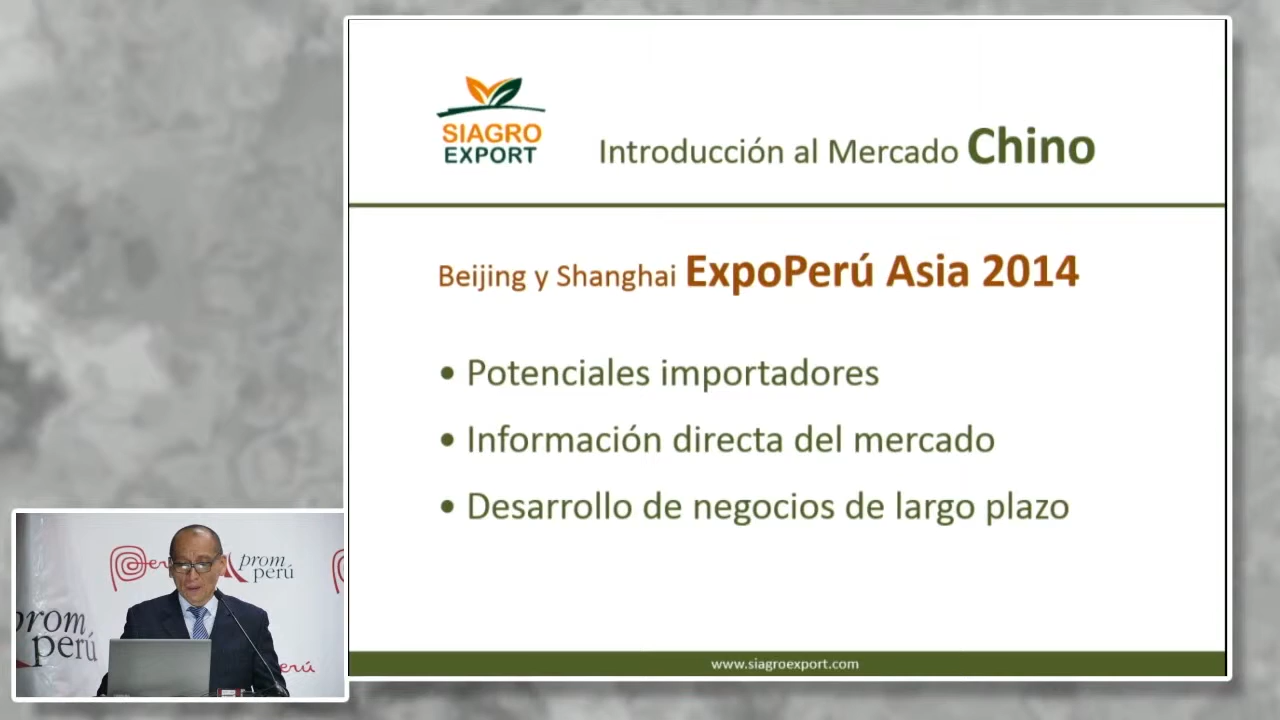 SIAGRO
EXPORT
Introducción al Mercado Chino
Beijing y Shanghai ExpoPerú Asia 2014
• Potenciales importadores
• Información directa del mercado
• Desarrollo de negocios de largo plazo
www.siagroexport.com
prom
perú
prom
perú
erú